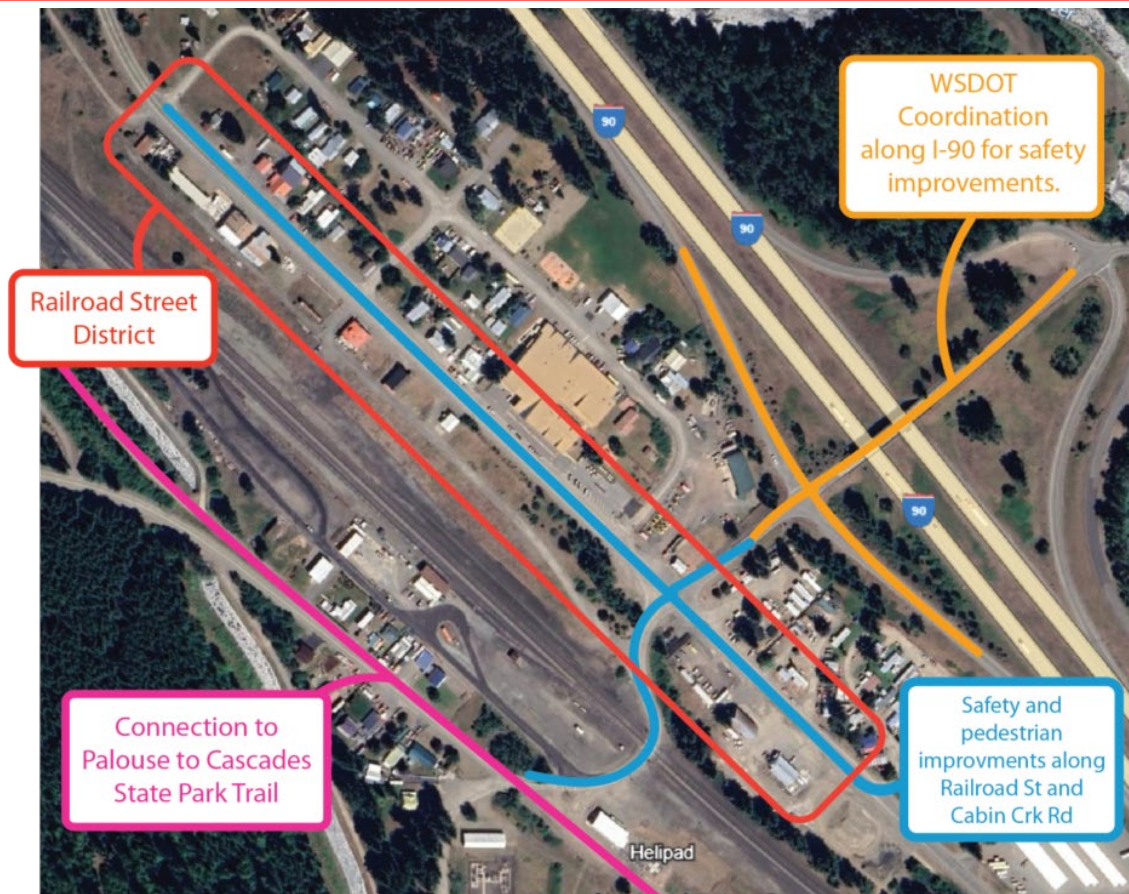 WSDOT
Coordination
along I-90 for safety
improvements.
90
90
Railroad Street
District
90
Connection to
Palouse to Cascades
State Park Trail
Safety and
pedestrian
improvments along
Railroad St and
Cabin Crk Rd
Helipad